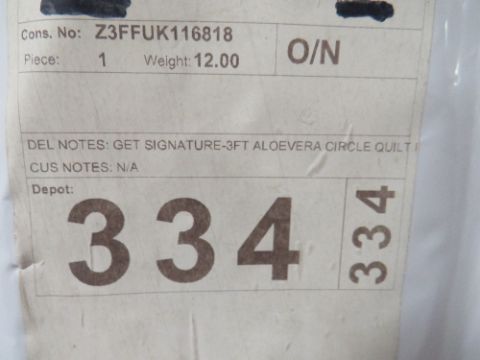 Cons. No: Z3FFUK116818
Piece: 1 Weight: 12.00
O/N
DEL NOTES: GET SIGNATURE-3FT ALOEVERA CIRCLE QUILT
CUS NOTES: N/A
Depot:
334
334